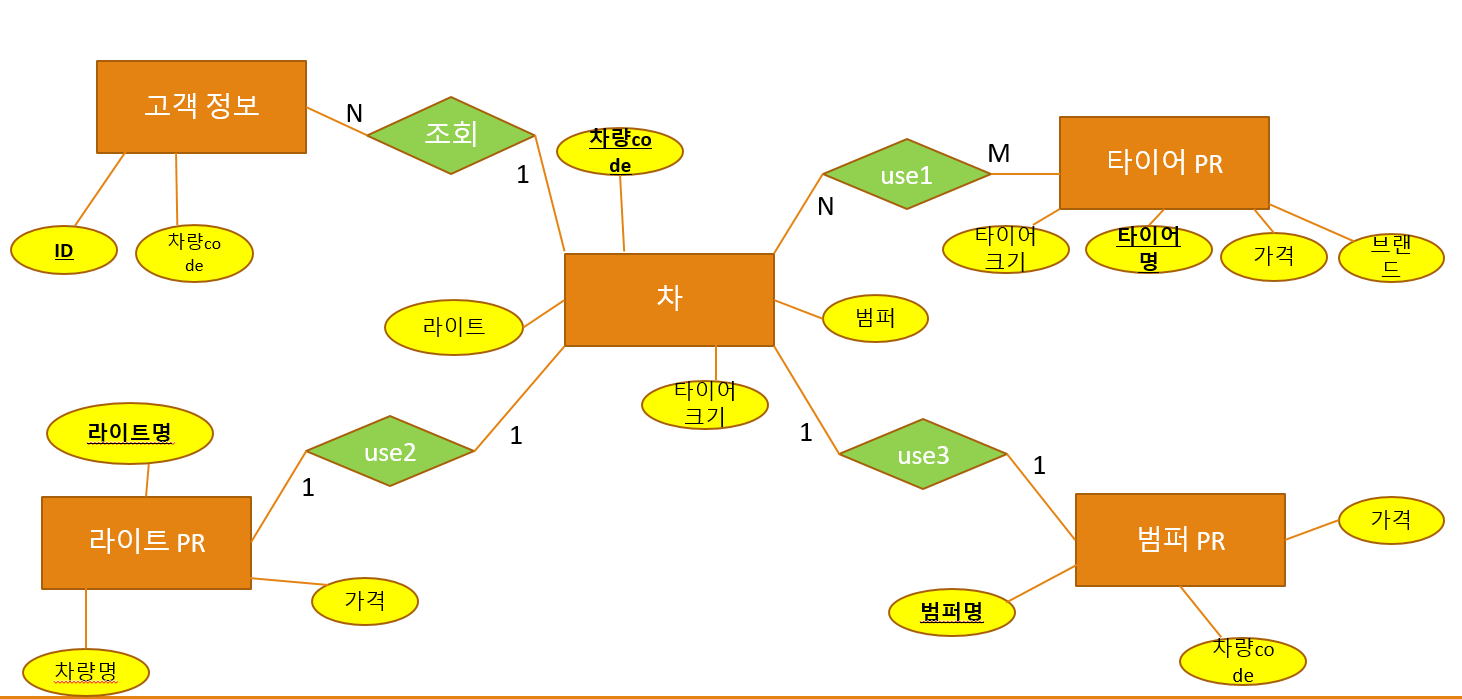 고객 정보
N
조회
1
차량co
de
ID
차량co
de
use1
M
N
타이어 PR
타이어
크기
타이어
명
가격
브랜
드
차
라이트
범퍼
타이어
크기
라이트명
use2
1
1
라이트 PR
가격
차량명
1
use3
1
범퍼 PR
가격
범퍼명
차량co
de